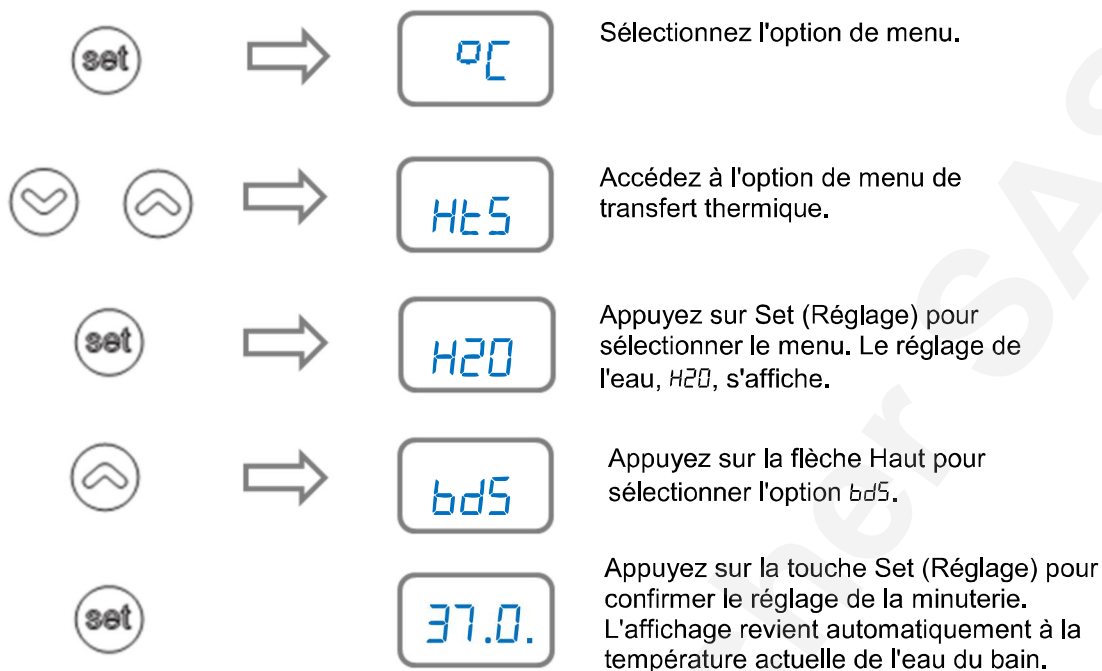 set
°C
Sélectionnez l'option de menu.
HtS
Accédez à l'option de menu de
transfert thermique.
set
H2O
Appuyez sur Set (Réglage) pour
sélectionner le menu. Le réglage de
l'eau, H2O, s'affiche.
bdS
Appuyez sur la flèche Haut pour
sélectionner l'option bdS.
set
37.0.
Appuyez sur la touche Set (Réglage) pour
confirmer le réglage de la minuterie.
L'affichage revient automatiquement à la
température actuelle de l'eau du bain.